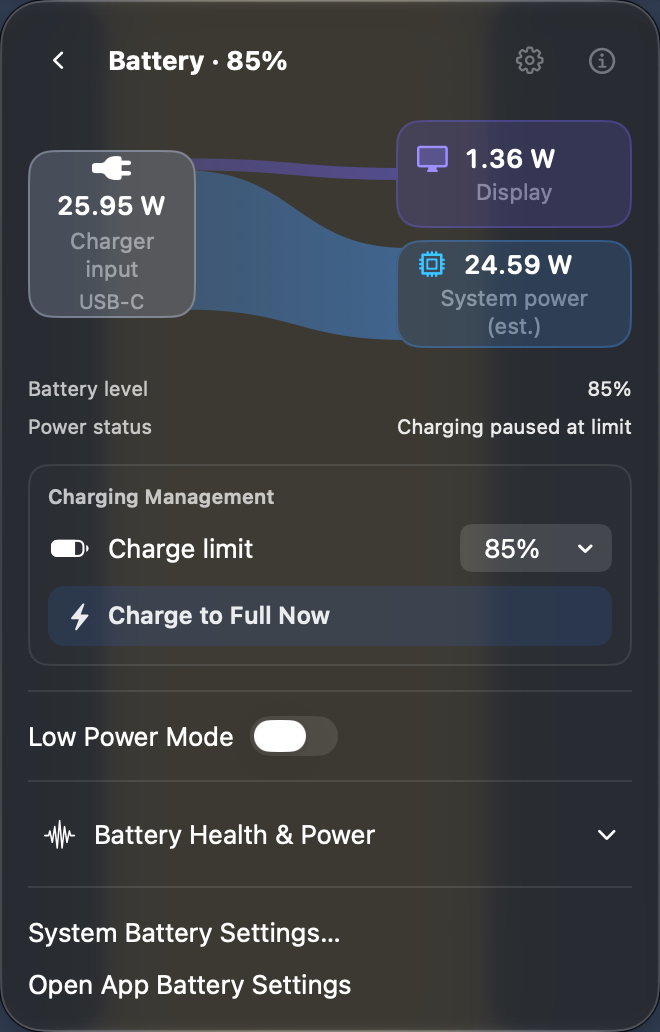 Battery · 85%
25.95 W
Charger
input
USB-C
1.36 W
Display
24.59 W
System power
(est.)
Battery level 85%
Power status Charging paused at limit
Charging Management
Charge limit 85%
Charge to Full Now
Low Power Mode
Battery Health & Power
System Battery Settings...
Open App Battery Settings